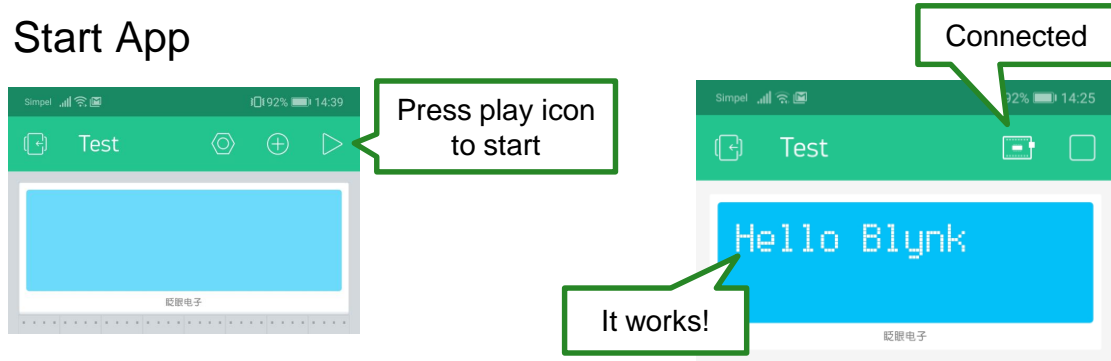 Start App
Connected
Simpel
92% 14:39
Test
Press play icon
to start
眨眼电子
Simpel
92% 14:25
Test
Hello Blynk
It works!
眨眼电子